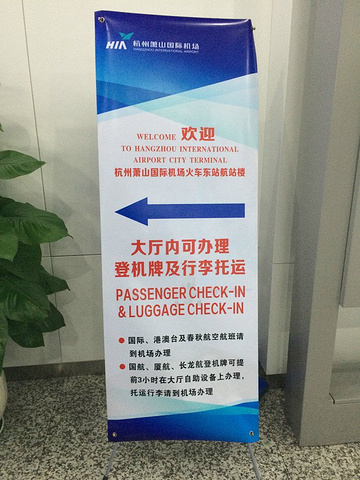 HIA 杭州萧山国际机场
HANGZHOU INTERNATIONAL AIRPORT
WELCOME 欢迎
TO HANGZHOU INTERNATIONAL
AIRPORT CITY TERMINAL
杭州萧山国际机场火车东站航站楼
大厅内可办理
登机牌及行李托运
PASSENGER CHECK-IN
& LUGGAGE CHECK-IN
国际、港澳台及春秋航空航班请
到机场办理
国航、厦航、长龙航登机牌可提
前3小时在大厅自助设备上办理,
托运行李请到机场办理